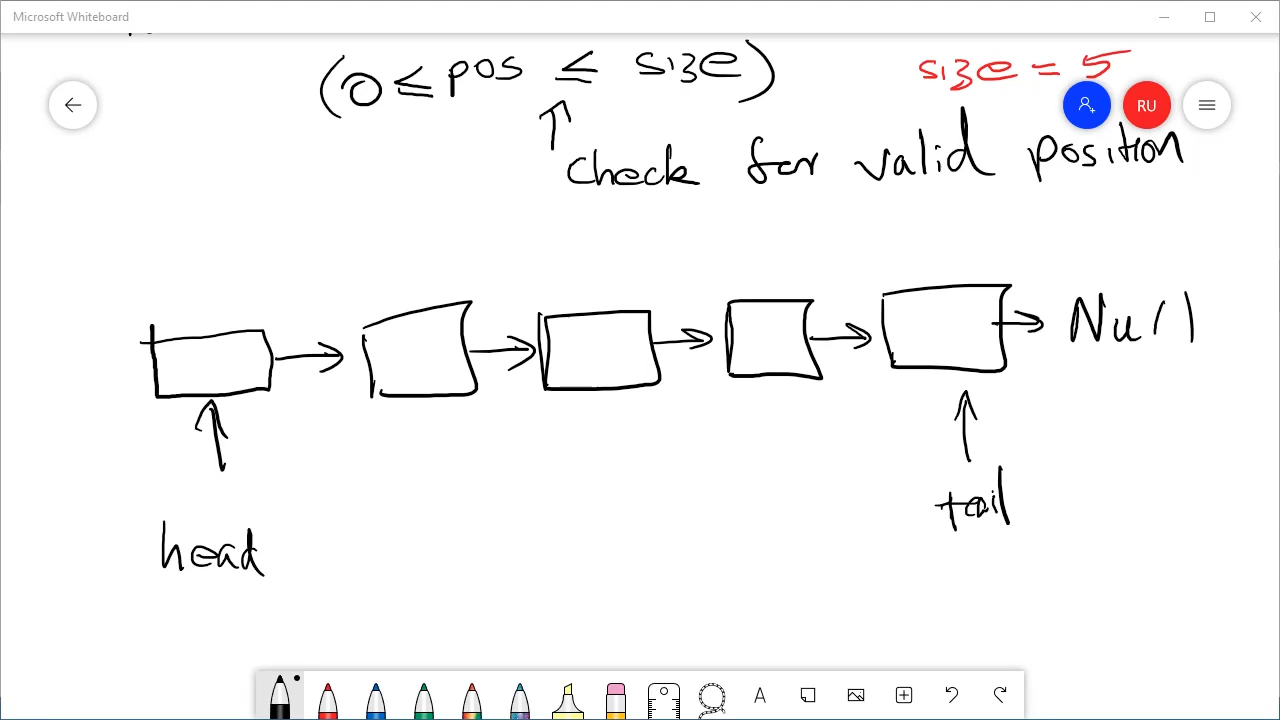 Microsoft Whiteboard
(0 ≤ pos ≤ size)
size = 5
RU
check for valid position
Null
tail
head
A